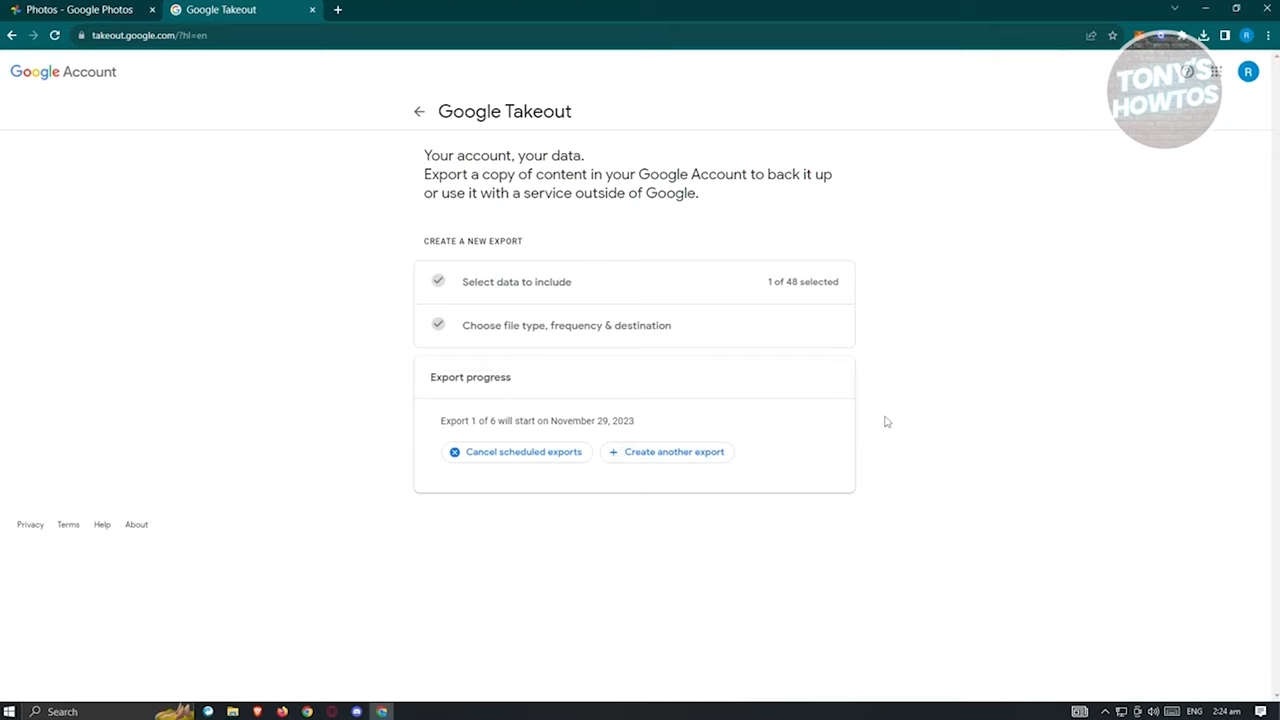 Photos - Google Photos
Google Takeout
takeout.google.com/?hl=en
Google Account
R
R
TONY'S
HOWTOS
Google Takeout
Your account, your data.
Export a copy of content in your Google Account to back it up
or use it with a service outside of Google.
CREATE A NEW EXPORT
Select data to include
1 of 48 selected
Choose file type, frequency & destination
Export progress
Export 1 of 6 will start on November 29, 2023
Cancel scheduled exports
Create another export
Privacy
Terms
Help
About
Search
ENG
2:24 am